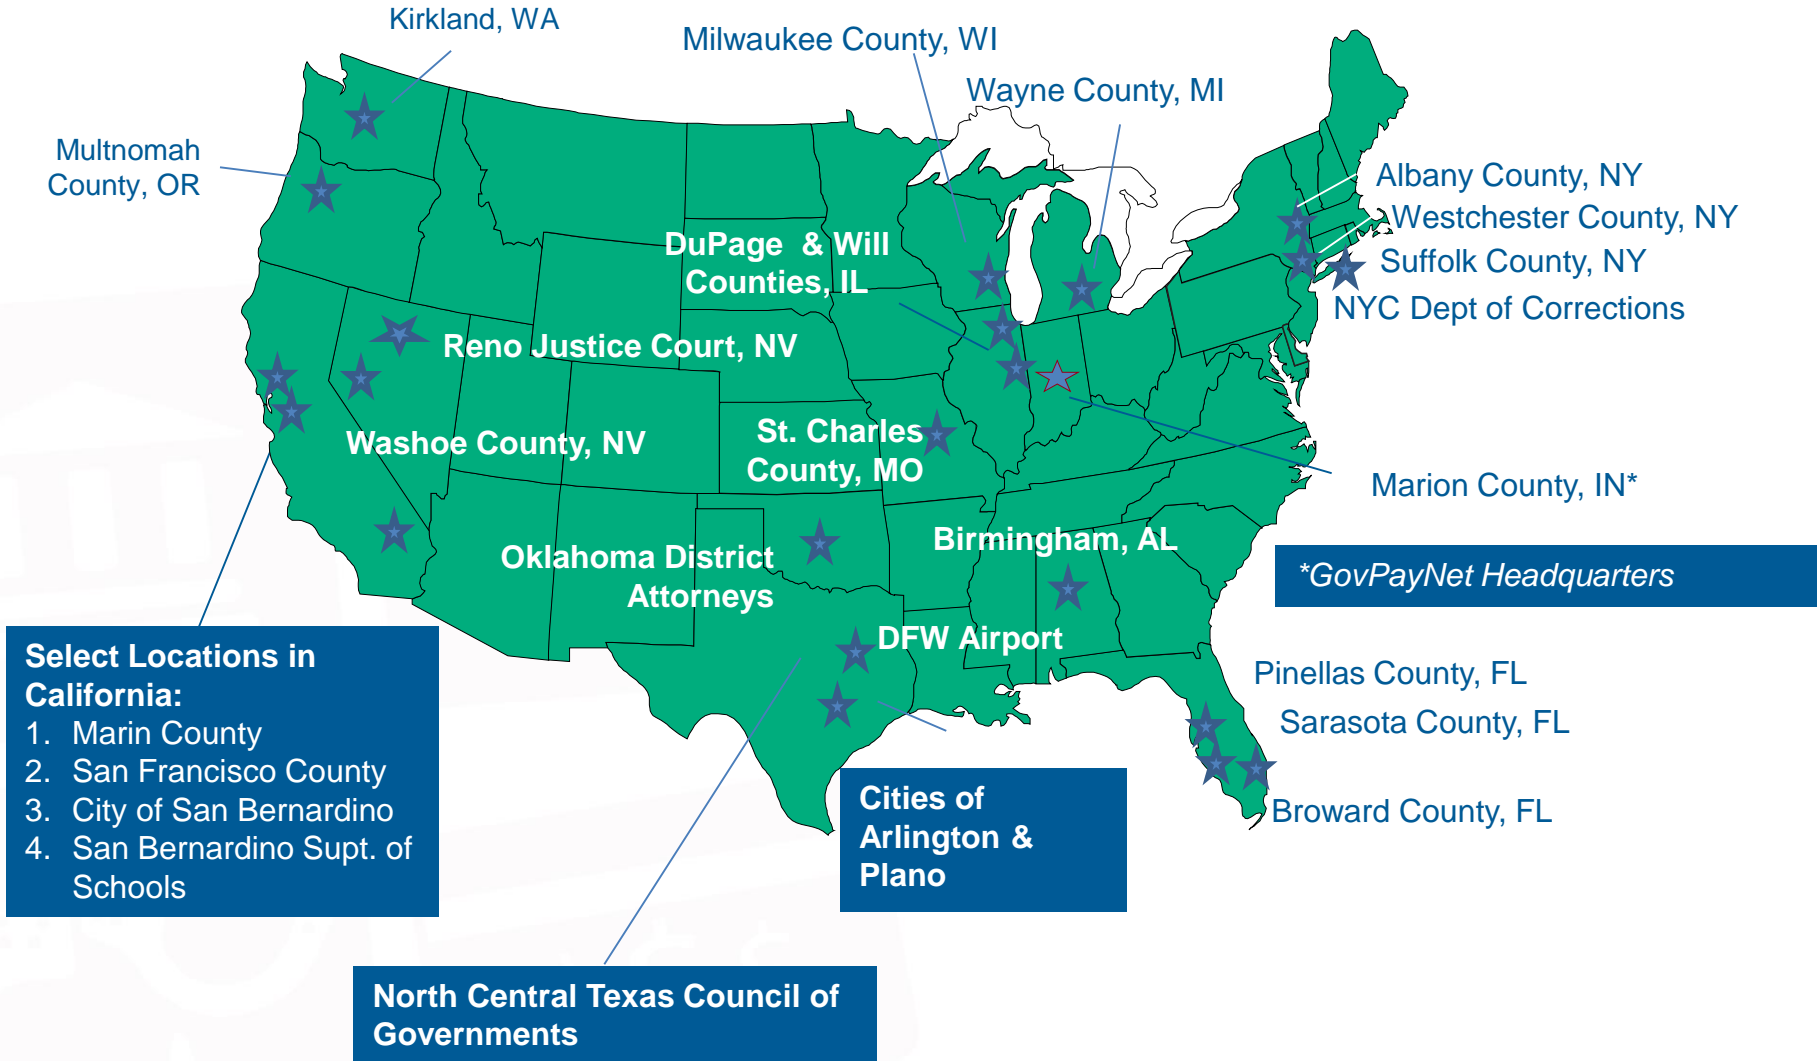 Kirkland, WA
Milwaukee County, WI
Wayne County, MI
Multnomah
County, OR
Albany County, NY
Westchester County, NY
Suffolk County, NY
NYC Dept of Corrections
DuPage & Will
Counties, IL
Reno Justice Court, NV
Washoe County, NV
St. Charles
County, MO
Marion County, IN*
Oklahoma District
Attorneys
Birmingham, AL
*GovPayNet Headquarters
DFW Airport
Select Locations in
California:
1. Marin County
2. San Francisco County
3. City of San Bernardino
4. San Bernardino Supt. of
Schools
Pinellas County, FL
Sarasota County, FL
Broward County, FL
Cities of
Arlington &
Plano
North Central Texas Council of
Governments